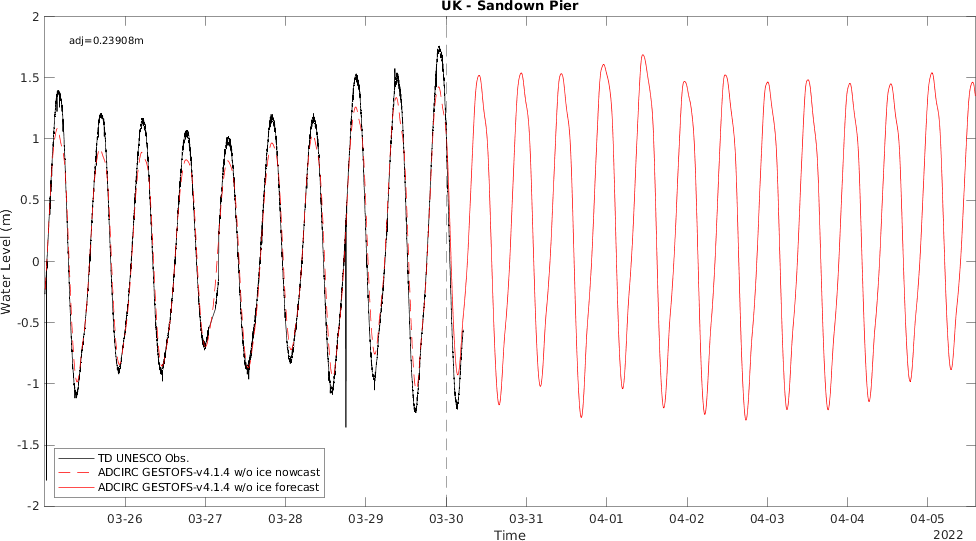 UK - Sandown Pier
adj=0.23908m
Water Level (m)
2
1.5
1
0.5
0
-0.5
-1
-1.5
-2
TD UNESCO Obs.
ADCIRC GESTOFS-v4.1.4 w/o ice nowcast
ADCIRC GESTOFS-v4.1.4 w/o ice forecast
03-26 03-27 03-28 03-29 03-30 03-31 04-01 04-02 04-03 04-04 04-05
Time
2022